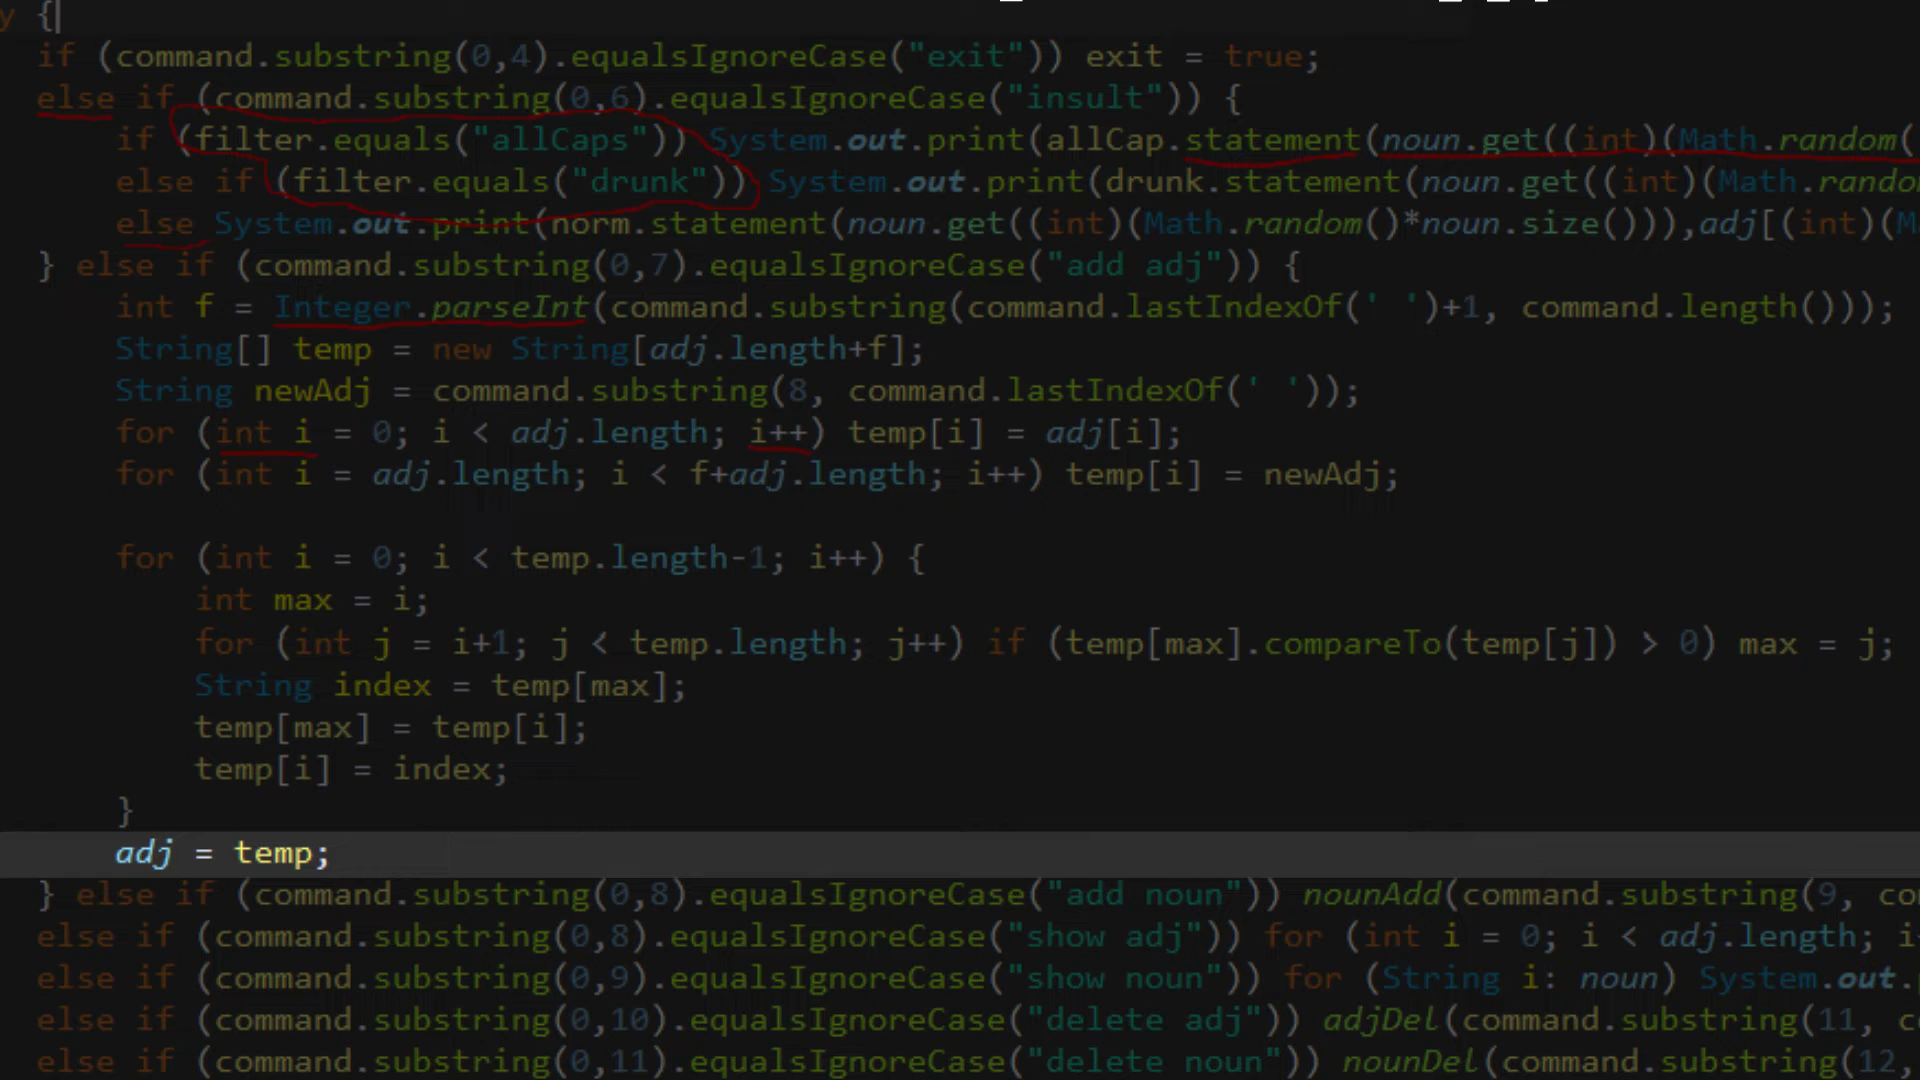 y {
if (command.substring(0,4).equalsIgnoreCase("exit")) exit = true;
else if (command.substring(0,6).equalsIgnoreCase("insult")) {
if (filter.equals("allCaps")) System.out.print(allCap.statement(noun.get((int)(Math.random(
else if (filter.equals("drunk")) System.out.print(drunk.statement(noun.get((int)(Math.rando
else System.out.print(norm.statement(noun.get((int)(Math.random()*noun.size())),adj[(int)(M
} else if (command.substring(0,7).equalsIgnoreCase("add adj")) {
int f = Integer.parseInt(command.substring(command.lastIndexOf(' ')+1, command.length()));
String[] temp = new String[adj.length+f];
String newAdj = command.substring(8, command.lastIndexOf(' '));
for (int i = 0; i < adj.length; i++) temp[i] = adj[i];
for (int i = adj.length; i < f+adj.length; i++) temp[i] = newAdj;
for (int i = 0; i < temp.length-1; i++) {
int max = i;
for (int j = i+1; j < temp.length; j++) if (temp[max].compareTo(temp[j]) > 0) max = j;
String index = temp[max];
temp[max] = temp[i];
temp[i] = index;
}
adj = temp;
} else if (command.substring(0,8).equalsIgnoreCase("add noun")) nounAdd(command.substring(9, co
else if (command.substring(0,8).equalsIgnoreCase("show adj")) for (int i = 0; i < adj.length; i
else if (command.substring(0,9).equalsIgnoreCase("show noun")) for (String i: noun) System.out.
else if (command.substring(0,10).equalsIgnoreCase("delete adj")) adjDel(command.substring(11, c
else if (command.substring(0,11).equalsIgnoreCase("delete noun")) nounDel(command.substring(12,